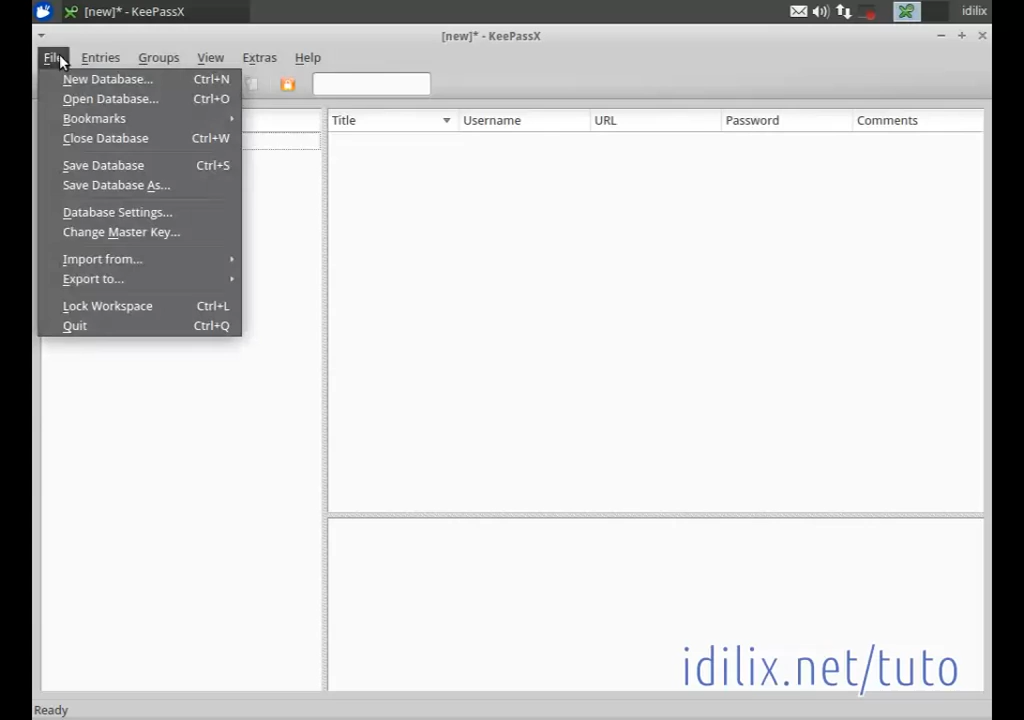 [new]* - KeePassX
idilix
[new]* - KeePassX
File Entries Groups View Extras Help
New Database... Ctrl+N
Open Database... Ctrl+O
Bookmarks
Close Database Ctrl+W
Save Database Ctrl+S
Save Database As...
Database Settings...
Change Master Key...
Import from...
Export to...
Lock Workspace Ctrl+L
Quit Ctrl+Q
Title Username URL Password Comments
idilix.net/tuto
Ready